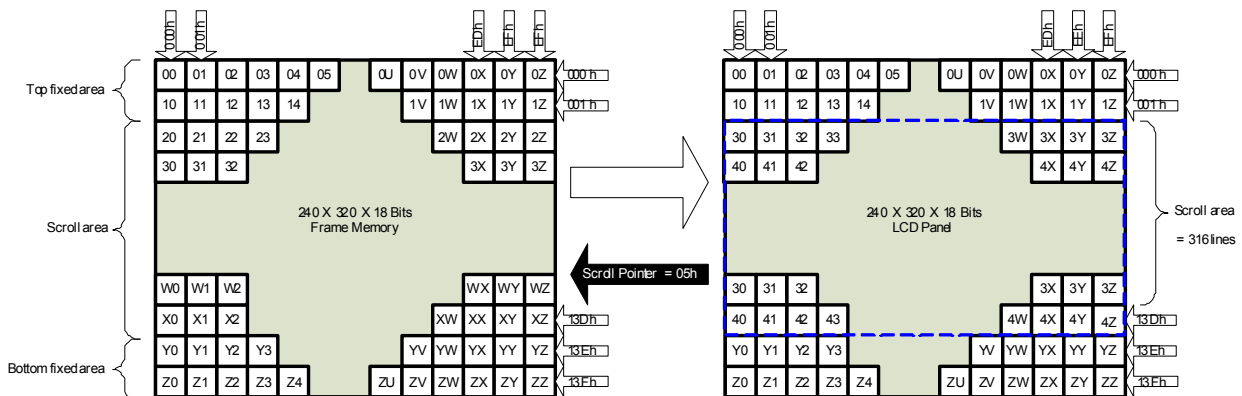 000h 001h EDh EFh EFh 000h 001h EDh EEh EFh
00 01 02 03 04 05 0U 0V 0W 0X 0Y 0Z 000h 00 01 02 03 04 05 0U 0V 0W 0X 0Y 0Z 000h
Top fixed area
10 11 12 13 14 1V 1W 1X 1Y 1Z 001h 10 11 12 13 14 1V 1W 1X 1Y 1Z 001h
20 21 22 23 2W 2X 2Y 2Z 30 31 32 33 3W 3X 3Y 3Z
30 31 32 3X 3Y 3Z 40 41 42 4X 4Y 4Z
240 X 320 X 18 Bits 240 X 320 X 18 Bits Scroll area
Scroll area Frame Memory LCD Panel = 316 lines
Scroll Pointer = 05h
W0 W1 W2 WX WY WZ 30 31 32 3X 3Y 3Z
X0 X1 X2 XW XX XY XZ 13Dh 40 41 42 43 4W 4X 4Y 4Z 13Dh
Y0 Y1 Y2 Y3 YV YW YX YY YZ 13Eh Y0 Y1 Y2 Y3 YV YW YX YY YZ 13Eh
Bottom fixed area
Z0 Z1 Z2 Z3 Z4 ZU ZV ZW ZX ZY ZZ 13Fh Z0 Z1 Z2 Z3 Z4 ZU ZV ZW ZX ZY ZZ 13Fh